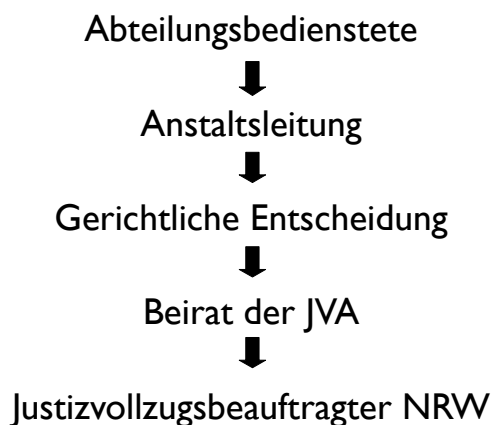 Abteilungsbedienstete
Anstaltsleitung
Gerichtliche Entscheidung
Beirat der JVA
Justizvollzugsbeauftragter NRW